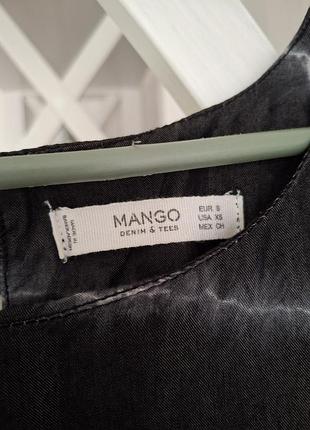 MANGO
DENIM & TEES
EUR S
USA XS
MEX CH